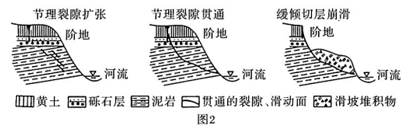 节理裂隙扩张 节理裂隙贯通 缓倾切层崩滑
阶地 阶地 阶地
河流 河流 河流
黄土 砾石层 泥岩 贯通的裂隙、滑动面 滑坡堆积物
图2